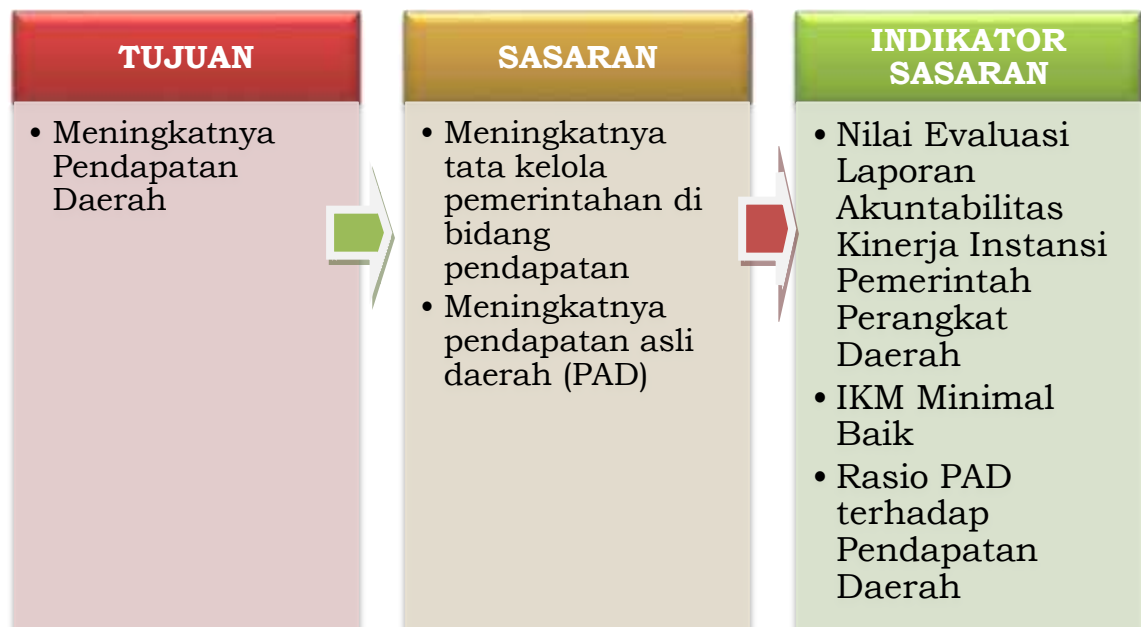 TUJUAN
• Meningkatnya
Pendapatan
Daerah
SASARAN
• Meningkatnya
tata kelola
pemerintahan di
bidang
pendapatan
• Meningkatnya
pendapatan asli
daerah (PAD)
INDIKATOR
SASARAN
• Nilai Evaluasi
Laporan
Akuntabilitas
Kinerja Instansi
Pemerintah
Perangkat
Daerah
• IKM Minimal
Baik
• Rasio PAD
terhadap
Pendapatan
Daerah